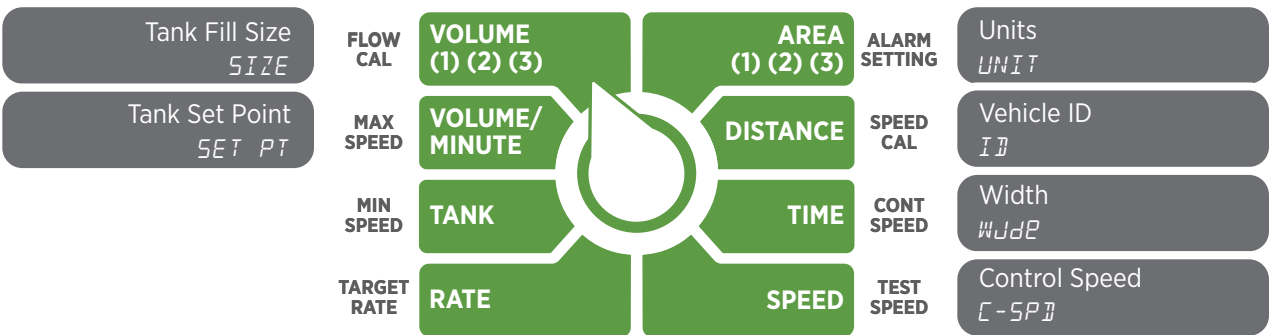 Tank Fill Size
SIZE
Tank Set Point
SET PT
FLOW
CAL
VOLUME
(1) (2) (3)
AREA
(1) (2) (3)
ALARM
SETTING
MAX
SPEED
VOLUME/
MINUTE
DISTANCE
SPEED
CAL
MIN
SPEED
TANK
TIME
CONT
SPEED
TARGET
RATE
RATE
SPEED
TEST
SPEED
Units
UNIT
Vehicle ID
ID
Width
Control Speed
C-SPD